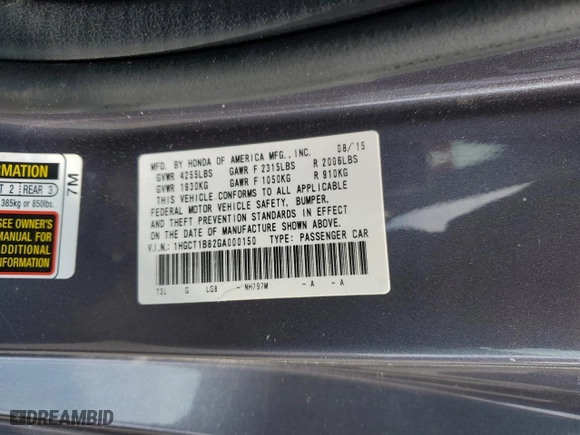 MFD. BY HONDA OF AMERICA MFG., INC. 08/15
GVWR 4255LBS GAWR F 2315LBS R 2006LBS
GVWR 1930KG GAWR F 1050KG R 910KG
THIS VEHICLE CONFORMS TO ALL APPLICABLE
FEDERAL MOTOR VEHICLE SAFETY, BUMPER,
AND THEFT PREVENTION STANDARDS IN EFFECT
ON THE DATE OF MANUFACTURE SHOWN ABOVE.
V.I.N.: 1HGCT1B82GA000150 TYPE: PASSENGER CAR
T3L G LG8 - NH797M - A - A
RMATION
T 2 REAR 3
385kg or 850lbs.
SEE OWNER'S
MANUAL FOR
ADDITIONAL
INFORMATION
7M
DREAMBID